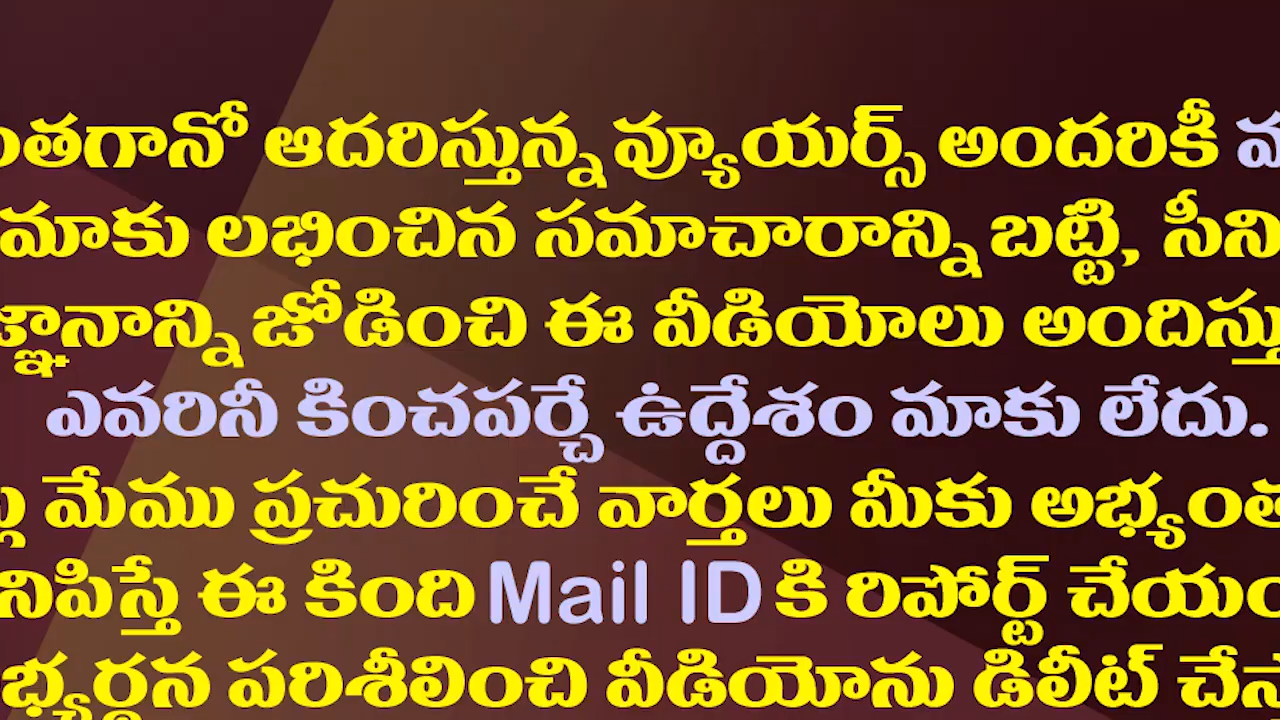 ఆదరిస్తున్న వ్యూయర్స్ అందరికీ
మాకు లభించిన సమాచారాన్ని బట్టి,
జోడించి ఈ వీడియోలు
ఎవరినీ కించపర్చే ఉద్దేశం మాకు లేదు.
మేము ప్రచురించే వార్తలు మీకు
ఈ కింది Mail ID కి రిపోర్ట్
పరిశీలించి వీడియోను డిలీట్